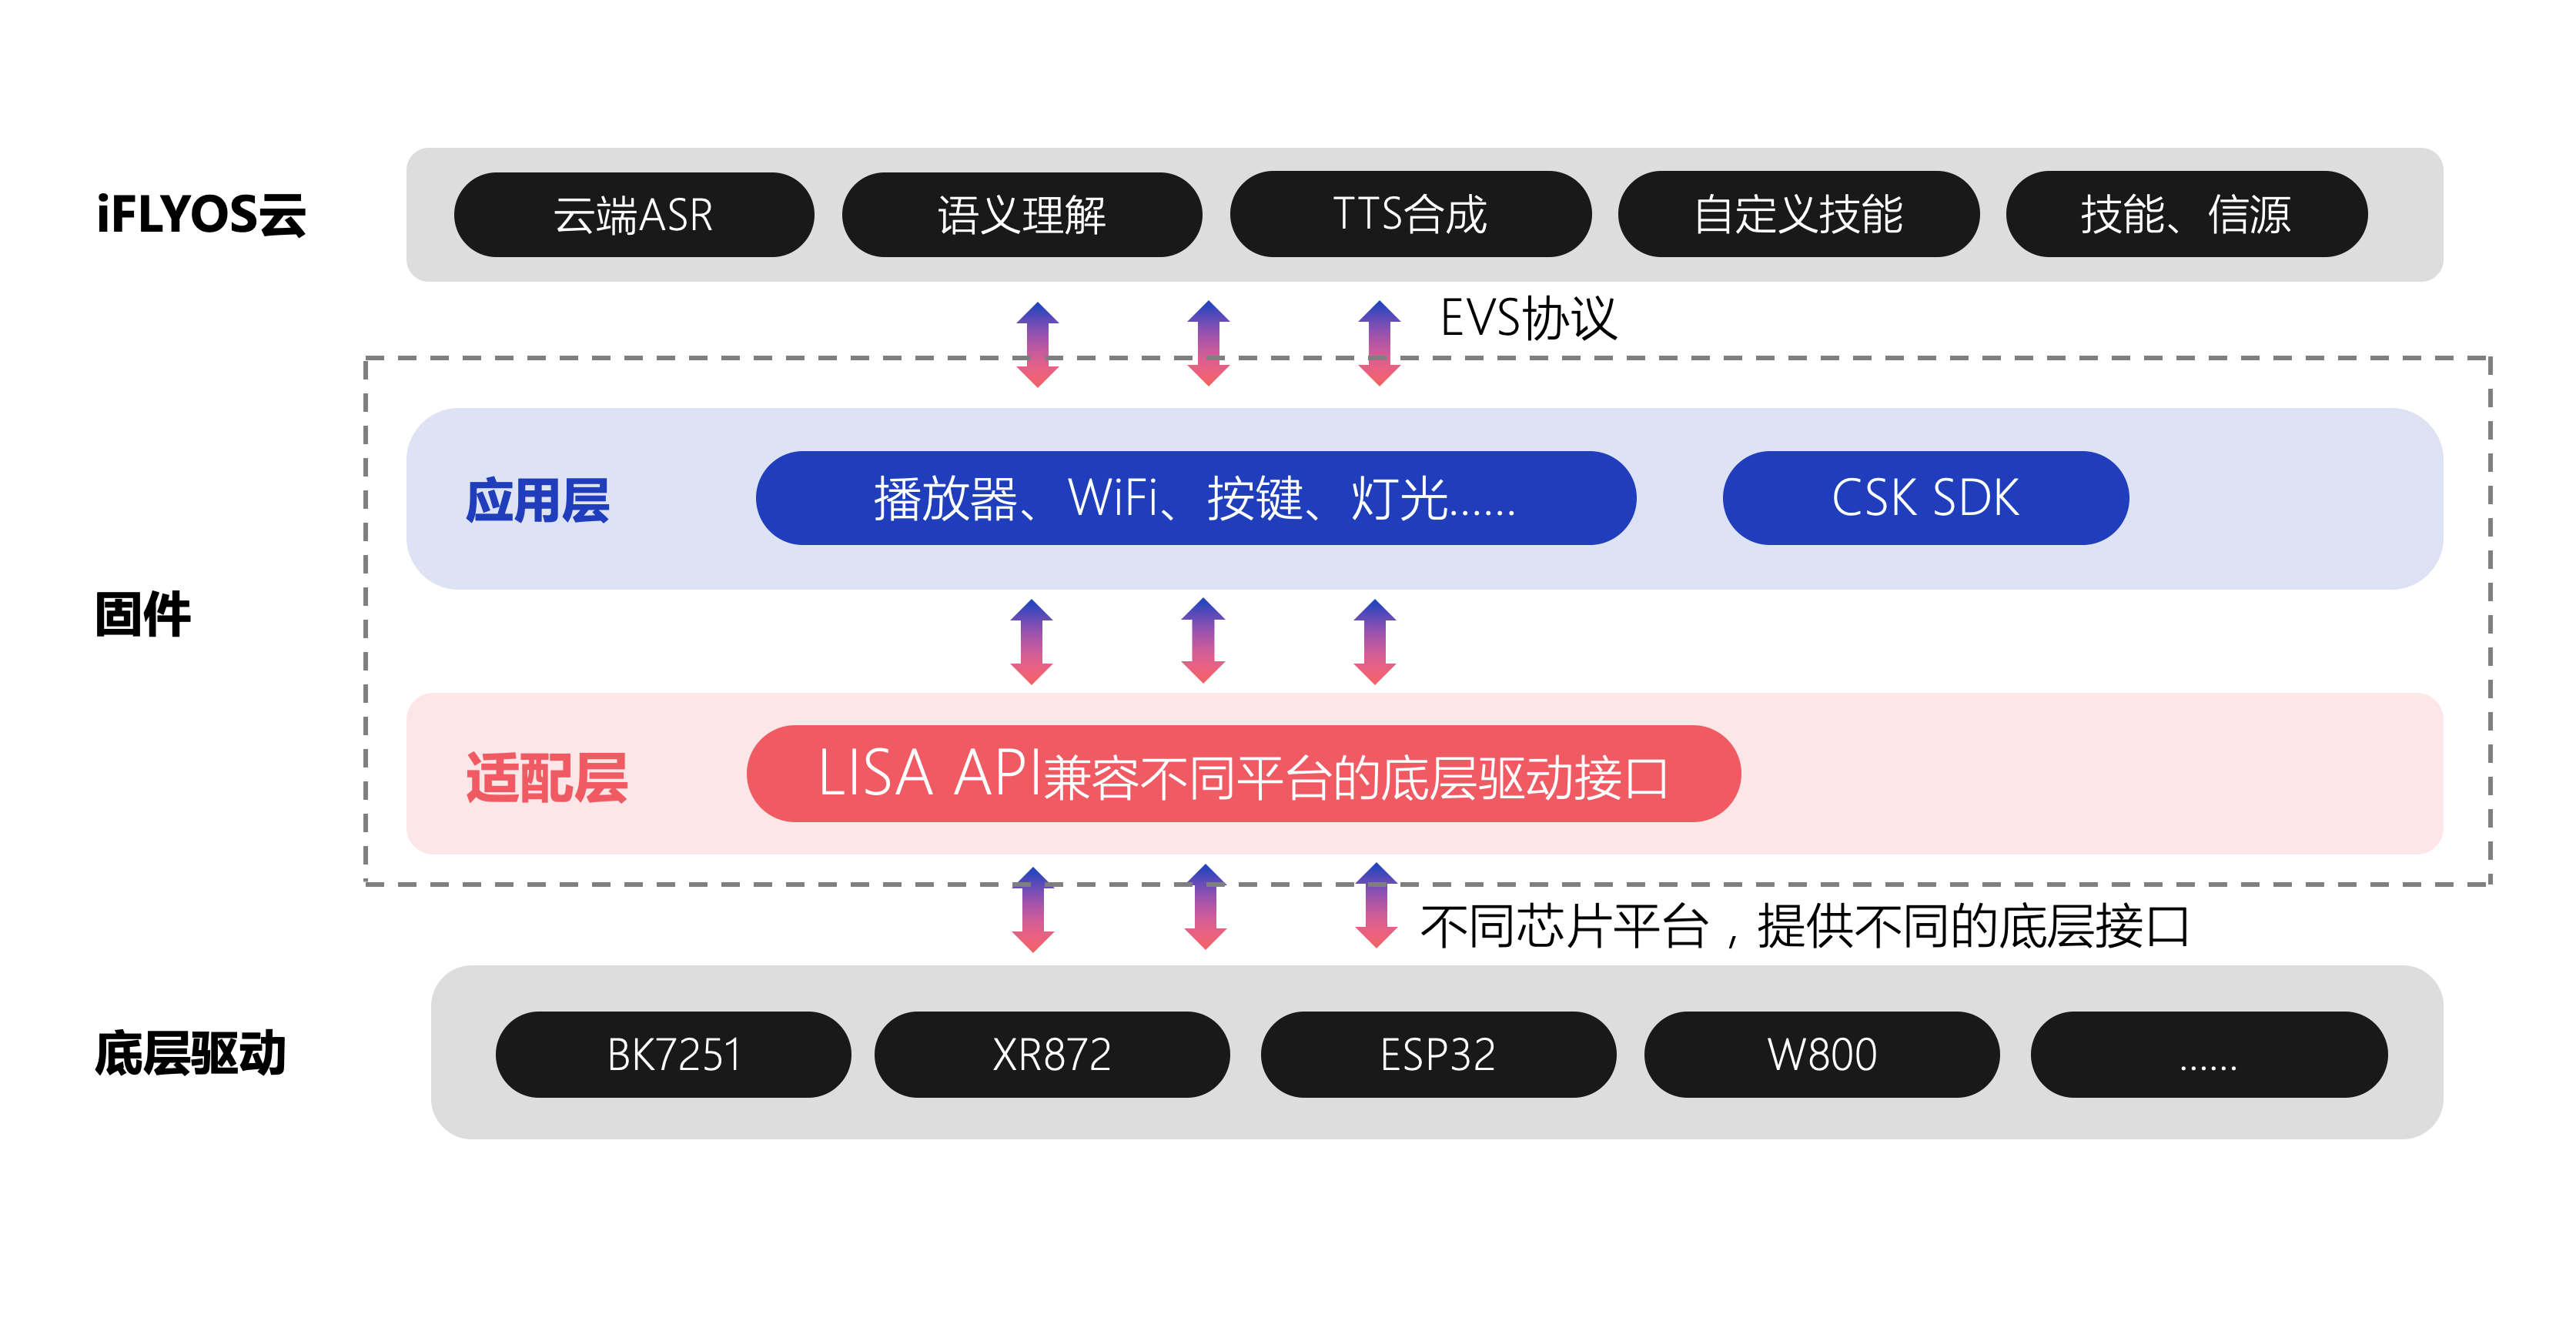 iFLYOS云
云端ASR
语义理解
TTS合成
自定义技能
技能、信源
EVS协议
固件
应用层
播放器、WiFi、按键、灯光......
CSK SDK
适配层
LISA API兼容不同平台的底层驱动接口
不同芯片平台，提供不同的底层接口
底层驱动
BK7251
XR872
ESP32
W800
......